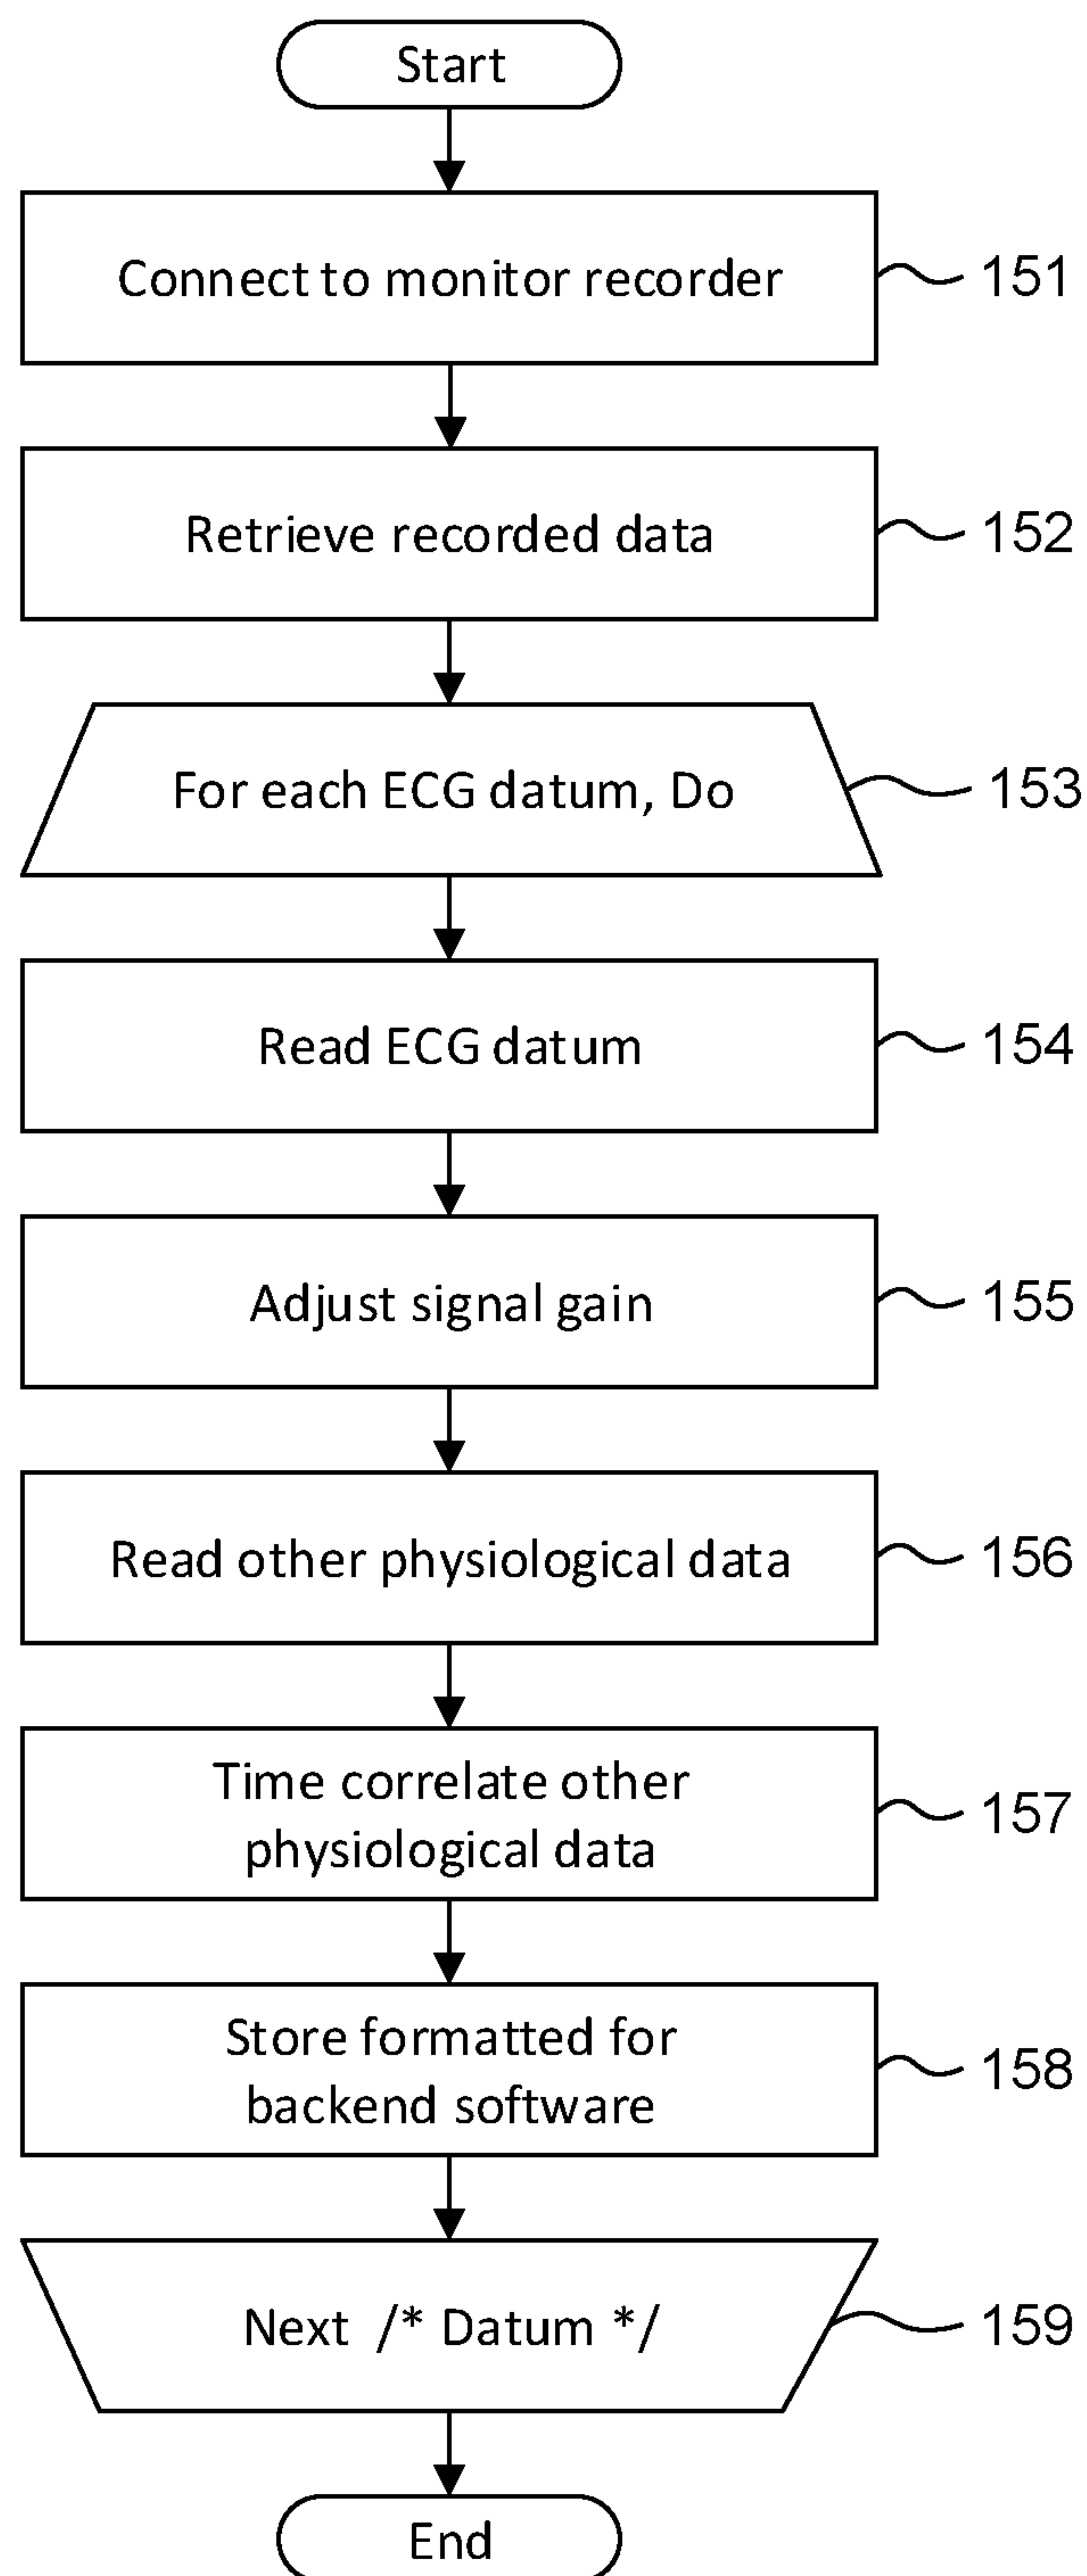 Start
Connect to monitor recorder
151
Retrieve recorded data
152
For each ECG datum, Do
153
Read ECG datum
154
Adjust signal gain
155
Read other physiological data
156
Time correlate other
physiological data
157
Store formatted for
backend software
158
Next /* Datum */
159
End